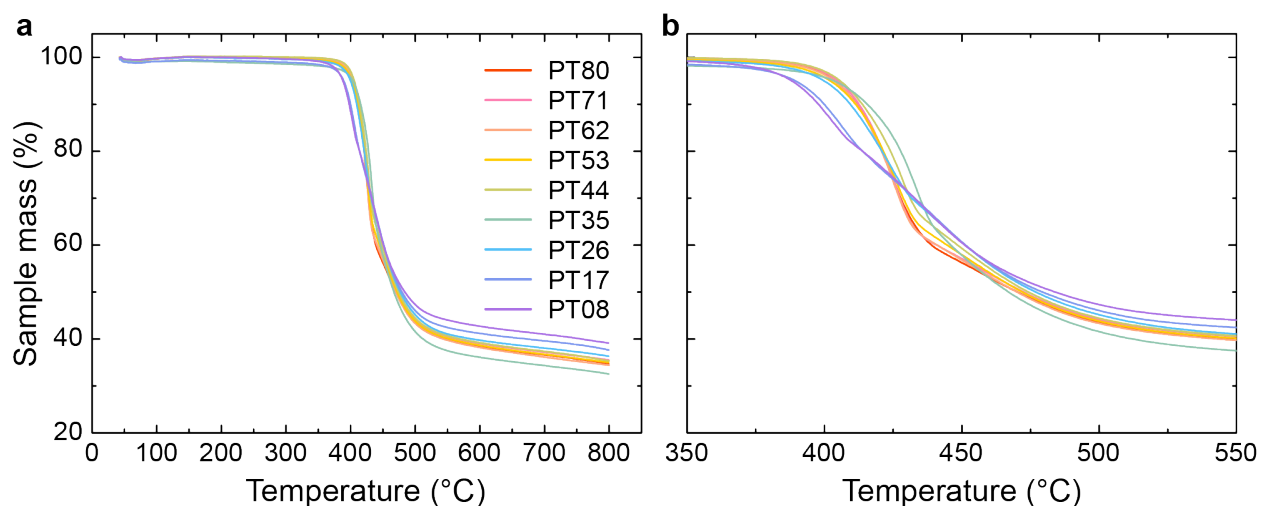 a
b
100
80
60
40
20
Sample mass (%)
PT80
PT71
PT62
PT53
PT44
PT35
PT26
PT17
PT08
0 100 200 300 400 500 600 700 800
Temperature (°C)
350 400 450 500 550
Temperature (°C)